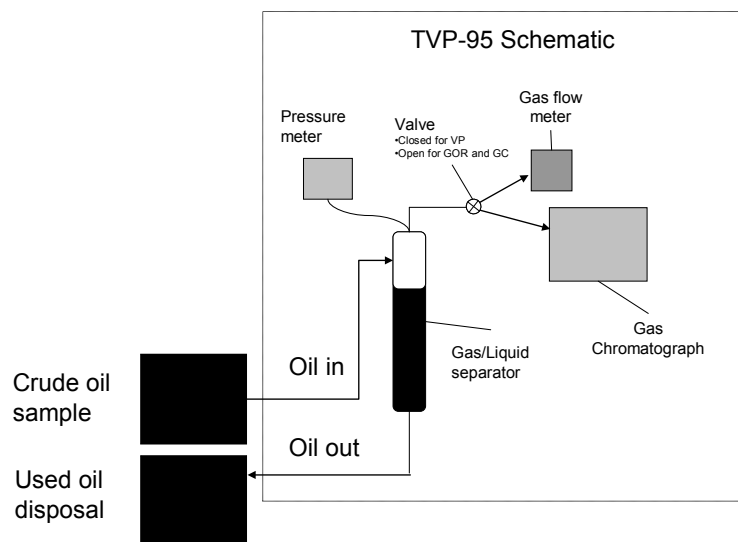 TVP-95 Schematic
Gas flow
meter
Pressure
meter
Valve
•Closed for VP
•Open for GOR and GC
Gas
Chromatograph
Gas/Liquid
separator
Oil in
Crude oil
sample
Oil out
Used oil
disposal